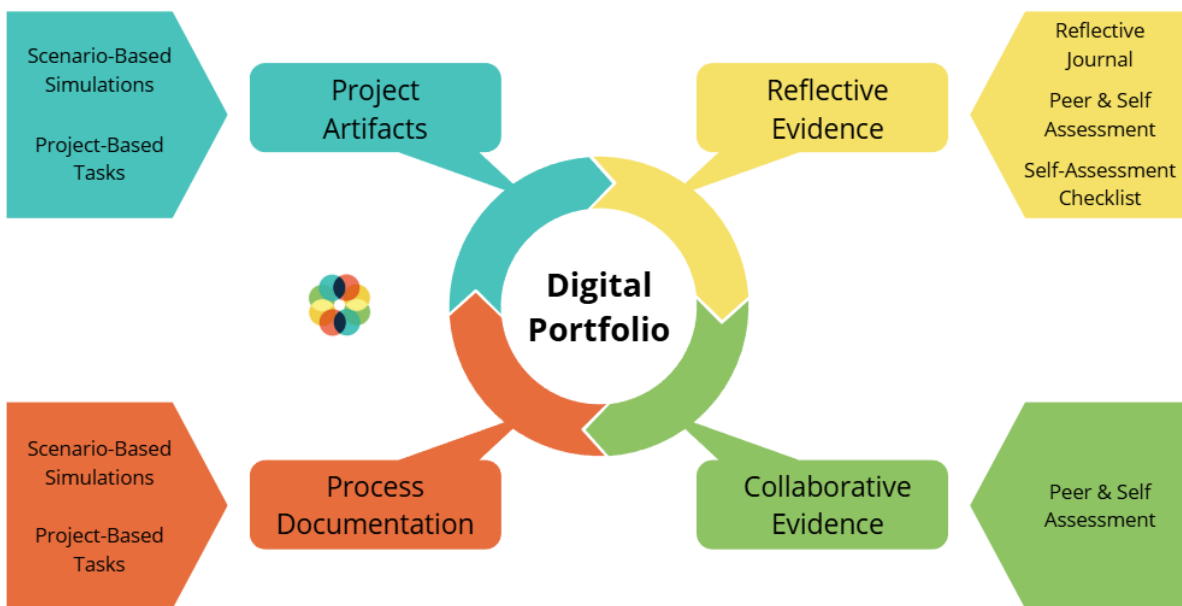 Scenario-Based
Simulations
Project-Based
Tasks
Project
Artifacts
Reflective
Evidence
Reflective
Journal
Peer & Self
Assessment
Self-Assessment
Checklist
Digital
Portfolio
Scenario-Based
Simulations
Project-Based
Tasks
Process
Documentation
Collaborative
Evidence
Peer & Self
Assessment